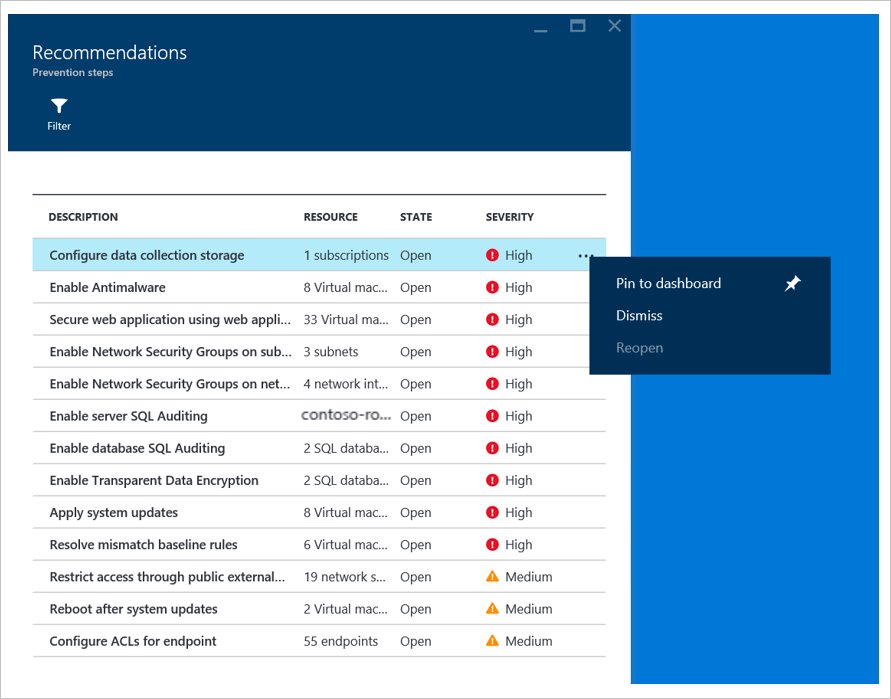 Recommendations
Prevention steps
Filter
DESCRIPTION RESOURCE STATE SEVERITY
Configure data collection storage 1 subscriptions Open High ...
Enable Antimalware 8 Virtual mac... Open High
Secure web application using web appli... 33 Virtual ma... Open High
Enable Network Security Groups on sub... 3 subnets Open High
Enable Network Security Groups on net... 4 network int... Open High
Enable server SQL Auditing contoso-ro... Open High
Enable database SQL Auditing 2 SQL databa... Open High
Enable Transparent Data Encryption 2 SQL databa... Open High
Apply system updates 8 Virtual mac... Open High
Resolve mismatch baseline rules 6 Virtual mac... Open High
Restrict access through public external... 19 network s... Open Medium
Reboot after system updates 2 Virtual mac... Open Medium
Configure ACLs for endpoint 55 endpoints Open Medium
Pin to dashboard
Dismiss
Reopen